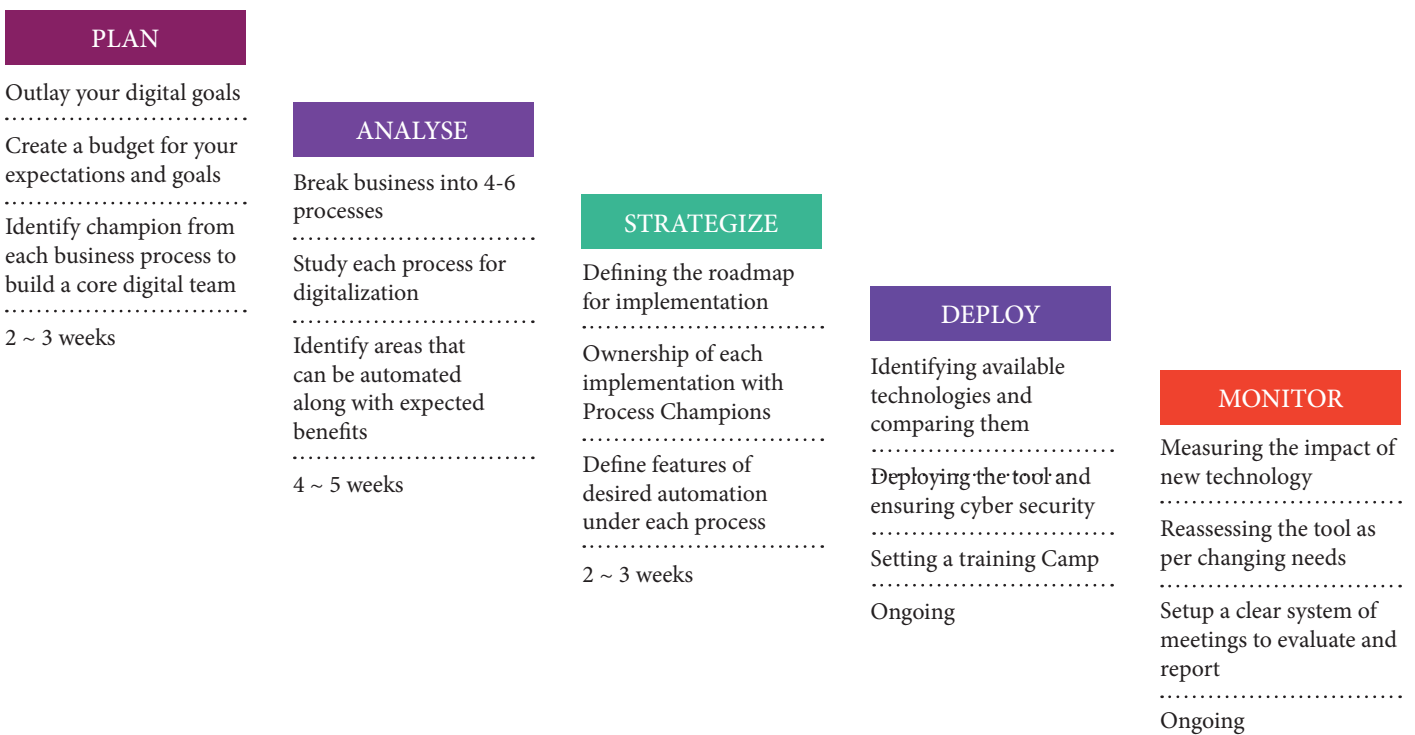 PLAN
Outlay your digital goals
Create a budget for your
expectations and goals
Identify champion from
each business process to
build a core digital team
2 ~ 3 weeks
ANALYSE
Break business into 4-6
processes
Study each process for
digitalization
Identify areas that
can be automated
along with expected
benefits
4 ~ 5 weeks
STRATEGIZE
Defining the roadmap
for implementation
Ownership of each
implementation with
Process Champions
Define features of
desired automation
under each process
2 ~ 3 weeks
DEPLOY
Identifying available
technologies and
comparing them
Deploying the tool and
ensuring cyber security
Setting a training Camp
Ongoing
MONITOR
Measuring the impact of
new technology
Reassessing the tool as
per changing needs
Setup a clear system of
meetings to evaluate and
report
Ongoing